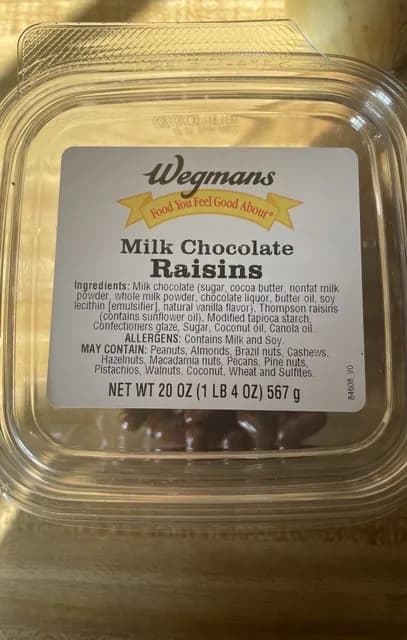 Wegmans
Food You Feel Good About®
Milk Chocolate
Raisins
Ingredients: Milk chocolate (sugar, cocoa butter, nonfat milk
powder, whole milk powder, chocolate liquor, butter oil, soy
lecithin [emulsifier], natural vanilla flavor), Thompson raisins
(contains sunflower oil), Modified tapioca starch,
Confectioners glaze, Sugar, Coconut oil, Canola oil.
ALLERGENS: Contains Milk and Soy.
MAY CONTAIN: Peanuts, Almonds, Brazil nuts, Cashews,
Hazelnuts, Macadamia nuts, Pecans, Pine nuts,
Pistachios, Walnuts, Coconut, Wheat and Sulfites.
NET WT 20 OZ (1 LB 4 OZ) 567 g
84608 V0